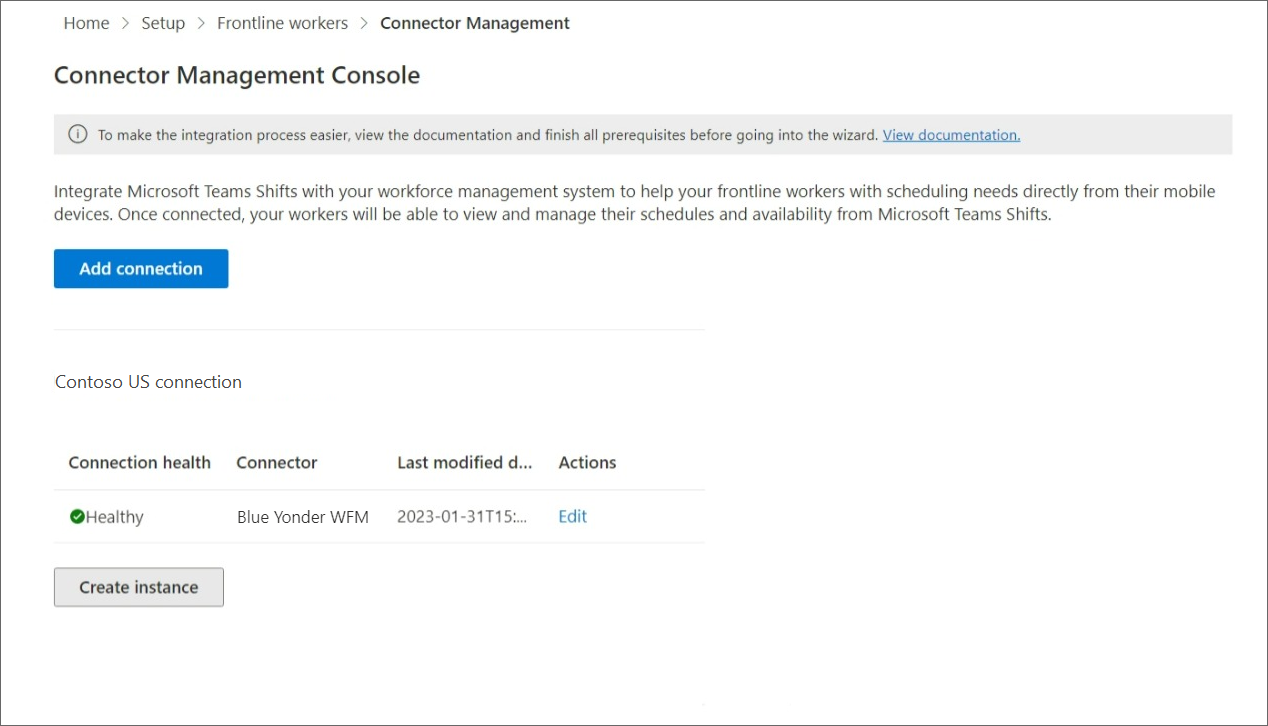 Home > Setup > Frontline workers > Connector Management
Connector Management Console
To make the integration process easier, view the documentation and finish all prerequisites before going into the wizard. View documentation.
Integrate Microsoft Teams Shifts with your workforce management system to help your frontline workers with scheduling needs directly from their mobile
devices. Once connected, your workers will be able to view and manage their schedules and availability from Microsoft Teams Shifts.
Add connection
Contoso US connection
Connection health Connector Last modified d... Actions
Healthy Blue Yonder WFM 2023-01-31T15:... Edit
Create instance